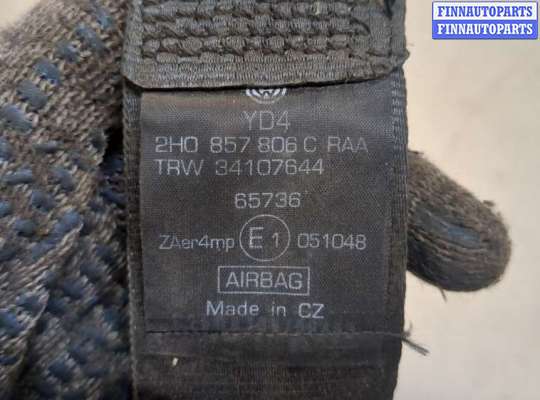 FINNAUTOPARTS
FINNAUTOPARTS
YD4
2H0 857 806 C RAA
TRW 34107644
65736
ZAer4mp E1 051048
AIRBAG
Made in CZ